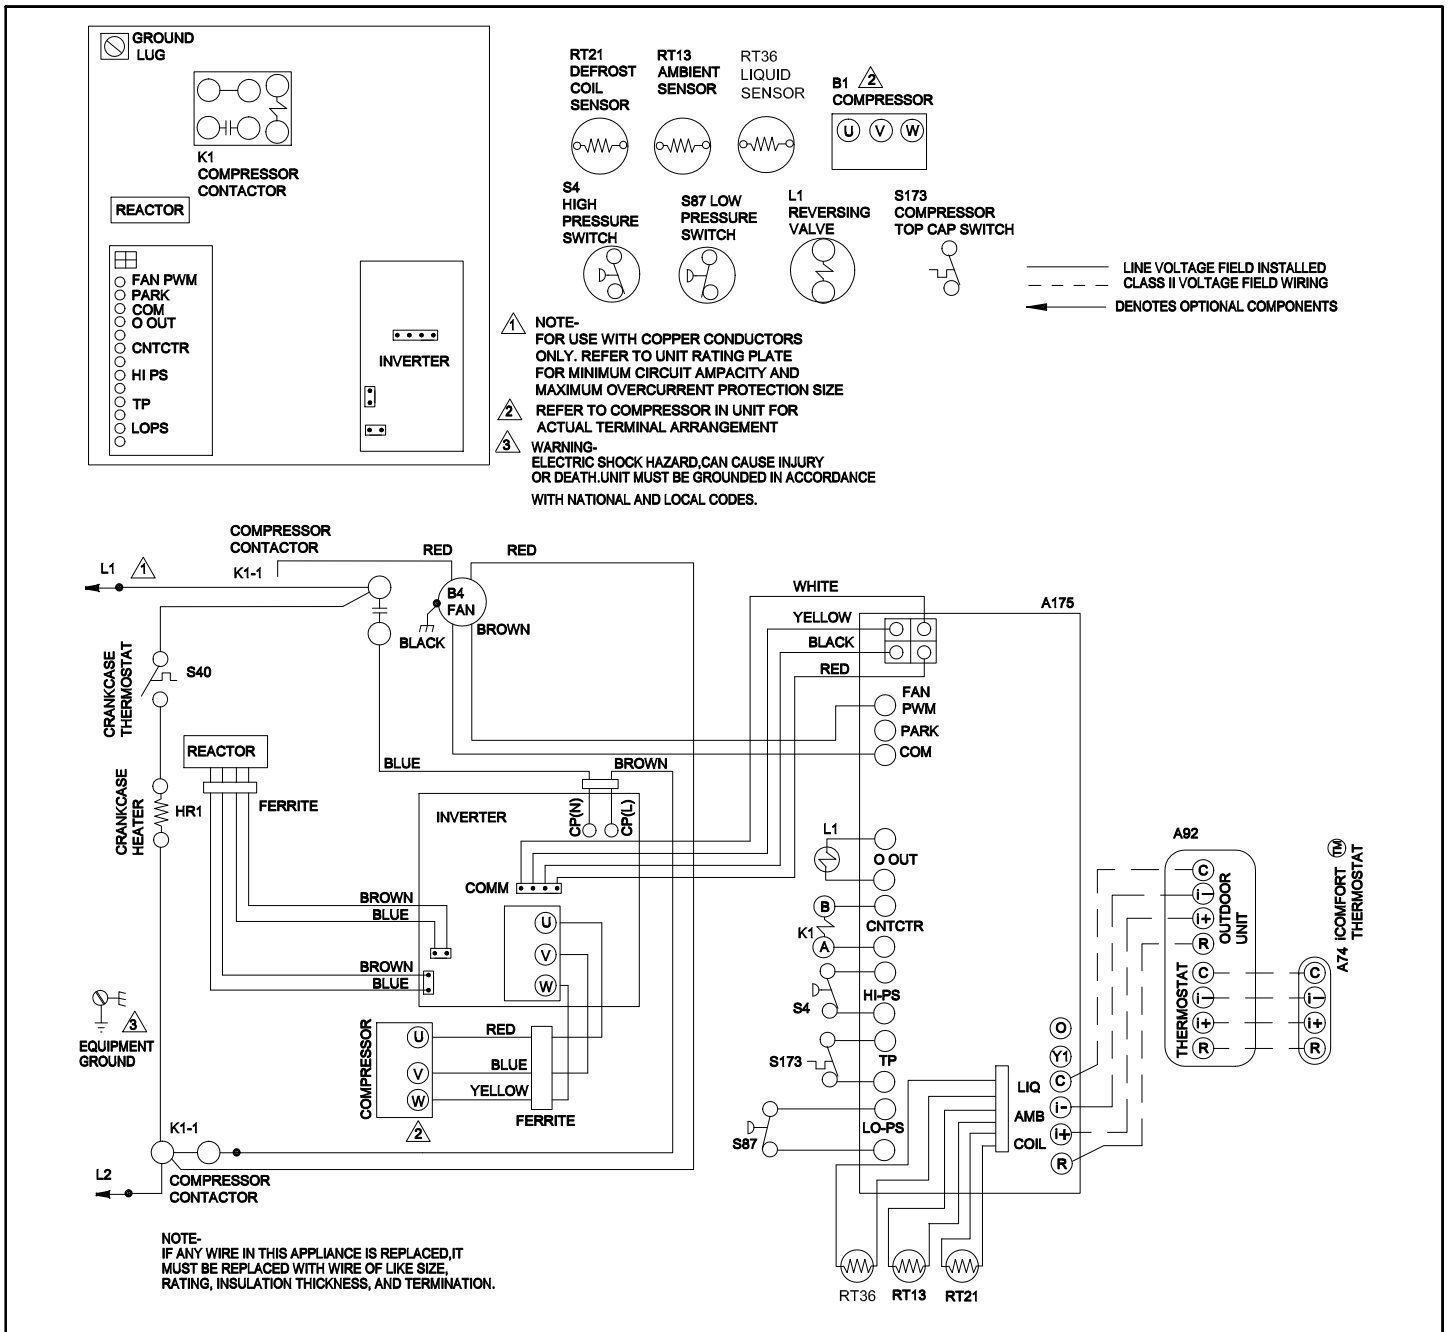 GROUND
LUG
K1
COMPRESSOR
CONTACTOR
REACTOR
FAN PWM
PARK
COM
O OUT
CNTCTR
HI PS
TP
LOPS
INVERTER
RT21
DEFROST
COIL
SENSOR
RT13
AMBIENT
SENSOR
RT36
LIQUID
SENSOR
B1 2
COMPRESSOR
U V W
S4
HIGH
PRESSURE
SWITCH
S87 LOW
PRESSURE
SWITCH
L1
REVERSING
VALVE
S173
COMPRESSOR
TOP CAP SWITCH
LINE VOLTAGE FIELD INSTALLED
CLASS II VOLTAGE FIELD WIRING
DENOTES OPTIONAL COMPONENTS
1 NOTE-
FOR USE WITH COPPER CONDUCTORS
ONLY. REFER TO UNIT RATING PLATE
FOR MINIMUM CIRCUIT AMPACITY AND
MAXIMUM OVERCURRENT PROTECTION SIZE
2 REFER TO COMPRESSOR IN UNIT FOR
ACTUAL TERMINAL ARRANGEMENT
3 WARNING-
ELECTRIC SHOCK HAZARD,CAN CAUSE INJURY
OR DEATH.UNIT MUST BE GROUNDED IN ACCORDANCE
WITH NATIONAL AND LOCAL CODES.
COMPRESSOR
CONTACTOR
L1 1
K1-1
RED
RED
B4
FAN
BLACK
BROWN
CRANKCASE
THERMOSTAT
S40
REACTOR
FERRITE
CRANKCASE
HEATER
HR1
BLUE
BROWN
INVERTER
CP(N)
CP(L)
COMM
U
V
W
BROWN
BLUE
BROWN
BLUE
3
EQUIPMENT
GROUND
COMPRESSOR
U
V
W
2
RED
BLUE
YELLOW
FERRITE
K1-1
L2
COMPRESSOR
CONTACTOR
WHITE
YELLOW
BLACK
RED
A175
FAN
PWM
PARK
COM
L1
O OUT
B
K1
A
CNTCTR
S4
HI-PS
S173
TP
S87
LO-PS
LIQ
AMB
COIL
O
Y1
C
i-
i+
R
RT36
RT13
RT21
A92
C
i-
i+
R
OUTDOOR
UNIT
THERMOSTAT
C
i-
i+
R
C
i-
i+
R
A74 iCOMFORT TM
THERMOSTAT
NOTE-
IF ANY WIRE IN THIS APPLIANCE IS REPLACED,IT
MUST BE REPLACED WITH WIRE OF LIKE SIZE,
RATING, INSULATION THICKNESS, AND TERMINATION.